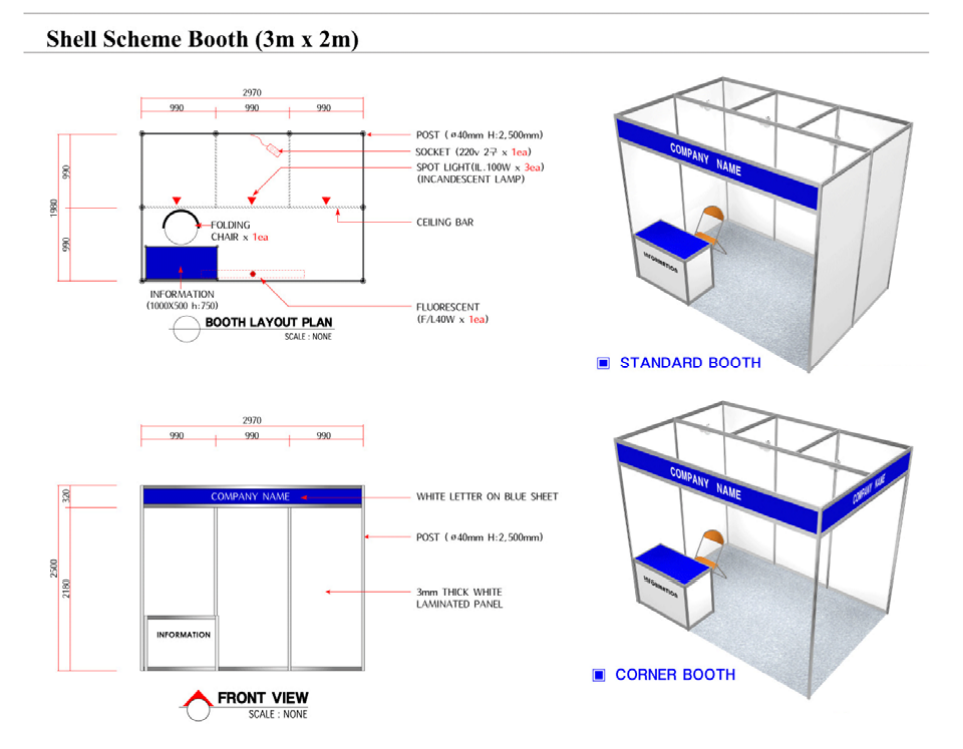 Shell Scheme Booth (3m x 2m)
2970
990 990 990
POST ( ø40mm H:2,500mm)
SOCKET (220v 2구 x 1ea)
SPOT LIGHT(IL.100W x 3ea)
(INCANDESCENT LAMP)
990
1980
990
CEILING BAR
FOLDING
CHAIR x 1ea
INFORMATION
(1000X500 h:750)
FLUORESCENT
(F/L40W x 1ea)
BOOTH LAYOUT PLAN
SCALE : NONE
COMPANY NAME
INFORMATION
STANDARD BOOTH
2970
990 990 990
320
2500
2180
COMPANY NAME
WHITE LETTER ON BLUE SHEET
POST ( ø40mm H:2,500mm)
3mm THICK WHITE
LAMINATED PANEL
INFORMATION
FRONT VIEW
SCALE : NONE
COMPANY NAME
COMPANY NAME
INFORMATION
CORNER BOOTH